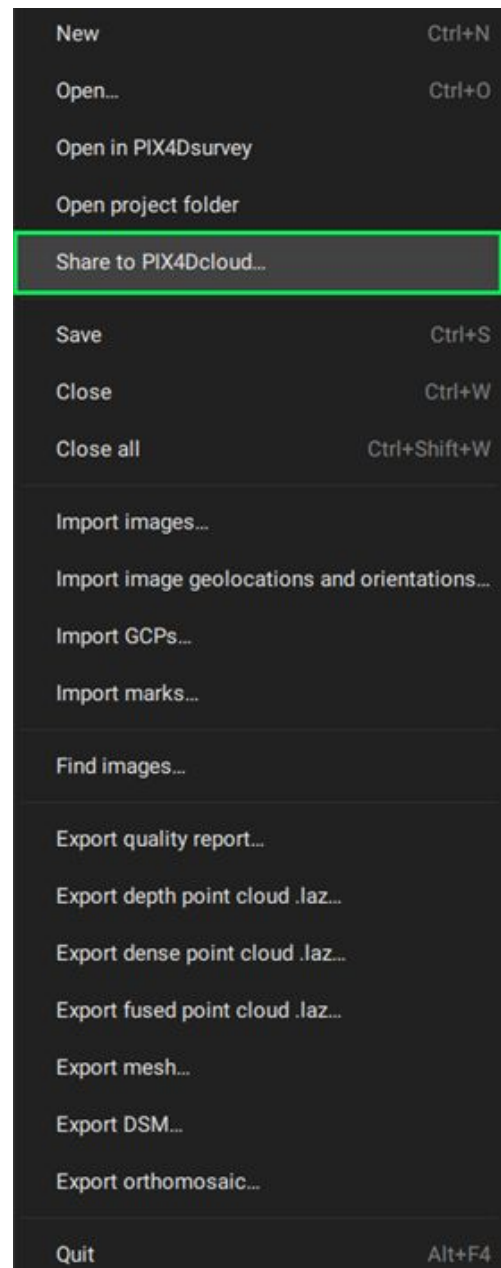 New Ctrl+N
Open… Ctrl+O
Open in PIX4Dsurvey
Open project folder
Share to PIX4Dcloud…
Save Ctrl+S
Close Ctrl+W
Close all Ctrl+Shift+W
Import images…
Import image geolocations and orientations…
Import GCPs…
Import marks…
Find images…
Export quality report…
Export depth point cloud .laz…
Export dense point cloud .laz…
Export fused point cloud .laz…
Export mesh…
Export DSM…
Export orthomosaic…
Quit Alt+F4